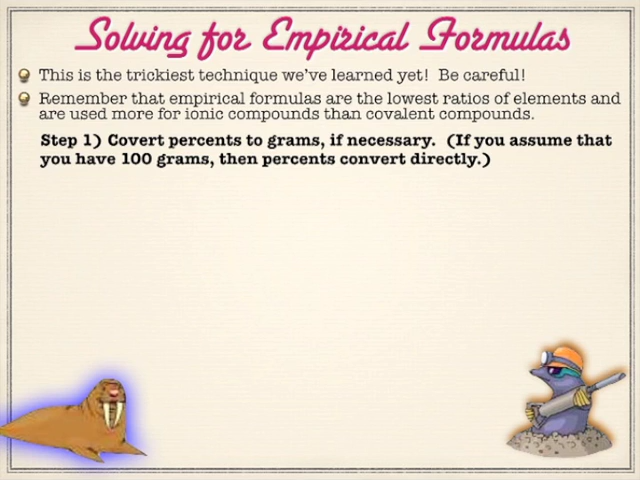 Solving for Empirical Formulas
This is the trickiest technique we've learned yet! Be careful!
Remember that empirical formulas are the lowest ratios of elements and
are used more for ionic compounds than covalent compounds.
Step 1) Covert percents to grams, if necessary. (If you assume that
you have 100 grams, then percents convert directly.)